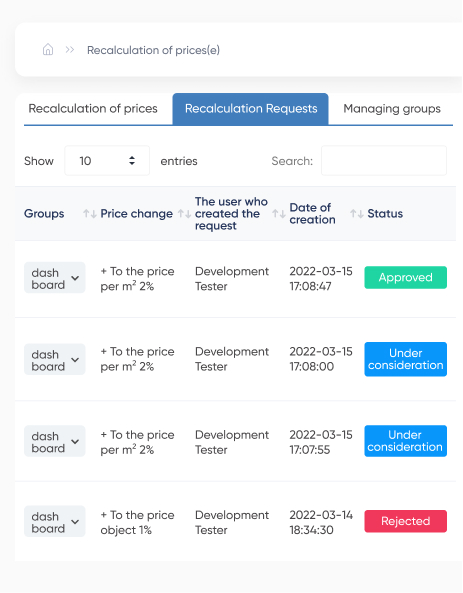 Recalculation of prices(e)
Recalculation of prices
Recalculation Requests
Managing groups
Show 10 entries
Search:
Groups
Price change
The user who
created the
request
Date of
creation
Status
dash
board
+ To the price
per m² 2%
Development
Tester
2022-03-15
17:08:47
Approved
dash
board
+ To the price
per m² 2%
Development
Tester
2022-03-15
17:08:00
Under
consideration
dash
board
+ To the price
per m² 2%
Development
Tester
2022-03-15
17:07:55
Under
consideration
dash
board
+ To the price
object 1%
Development
Tester
2022-03-14
18:34:30
Rejected